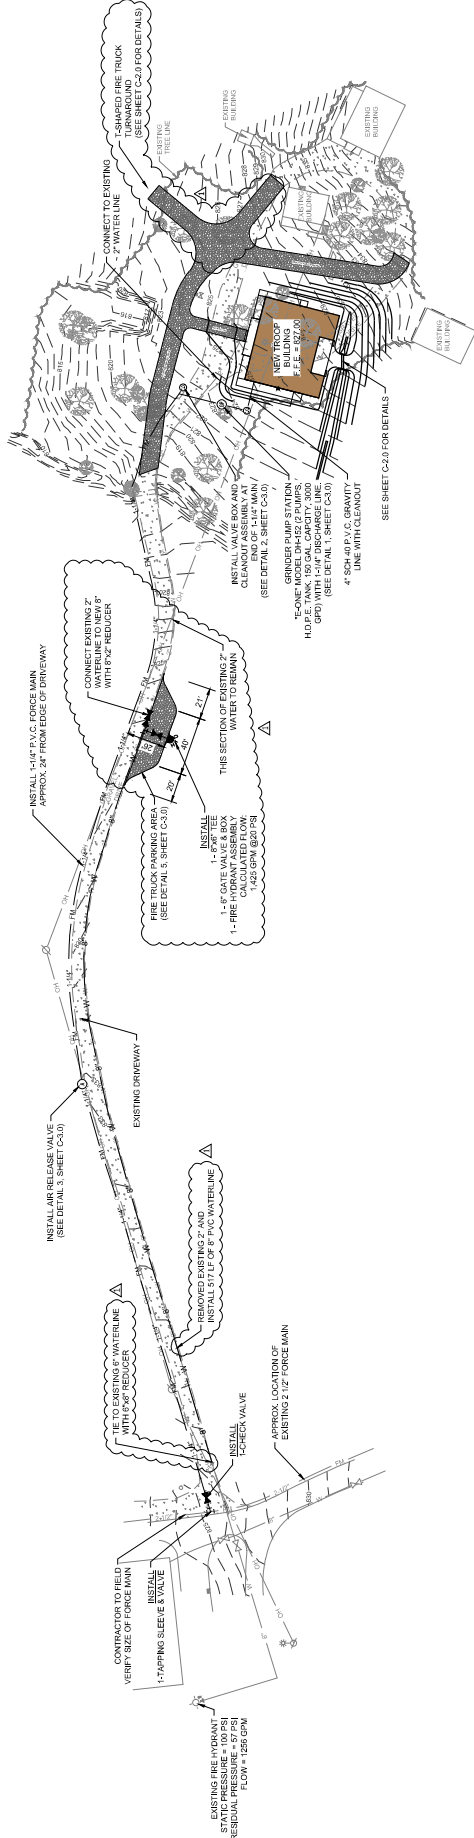 T-SHAPED FIRE TRUCK
TURNAROUND
(SEE SHEET C-2.0 FOR DETAILS)
EXISTING
TREE LINE
EXISTING
BUILDING
EXISTING
BUILDING
EXISTING
BUILDING
EXISTING
BUILDING
CONNECT TO EXISTING
2" WATER LINE
NEW TROOP
BUILDING
F.F.E. = 827.00
SEE SHEET C-2.0 FOR DETAILS
4" SCH 40 P.V.C. GRAVITY
LINE WITH CLEANOUT
GRINDER PUMP STATION
"E-ONE" MODEL DH-152 (2 PUMPS,
H.D.P.E. TANK, 150 GAL. CAPCITY, 3000
GPD) WITH 1-1/4" DISCHARGE LINE.
(SEE DETAIL 1, SHEET C-3.0)
INSTALL VALVE BOX AND
CLEANOUT ASSEMBLY AT
END OF 1-1/4" MAIN
(SEE DETAIL 2, SHEET C-3.0)
CONNECT EXISTING 2"
WATERLINE TO NEW 8"
WITH 8"x2" REDUCER
THIS SECTION OF EXISTING 2"
WATER TO REMAIN
21'
40'
20'
26'
INSTALL 1-1/4" P.V.C. FORCE MAIN
APPROX. 24" FROM EDGE OF DRIVEWAY
FIRE TRUCK PARKING AREA
(SEE DETAIL 5, SHEET C-3.0)
INSTALL
1 - 8"x6" TEE
1 - 6" GATE VALVE & BOX
1 - FIRE HYDRANT ASSEMBLY
CALCULATED FLOW:
1,425 GPM @20 PSI
INSTALL AIR RELEASE VALVE
(SEE DETAIL 3, SHEET C-3.0)
EXISTING DRIVEWAY
REMOVED EXISTING 2" AND
INSTALL 517 LF OF 8" PVC WATERLINE
TIE TO EXISTING 6" WATERLINE
WITH 6"x8" REDUCER
INSTALL
1-CHECK VALVE
APPROX. LOCATION OF
EXISTING 2 1/2" FORCE MAIN
CONTRACTOR TO FIELD
VERIFY SIZE OF FORCE MAIN
INSTALL
1-TAPPING SLEEVE & VALVE
EXISTING FIRE HYDRANT
STATIC PRESSURE = 100 PSI
RESIDUAL PRESSURE = 57 PSI
FLOW = 1256 GPM